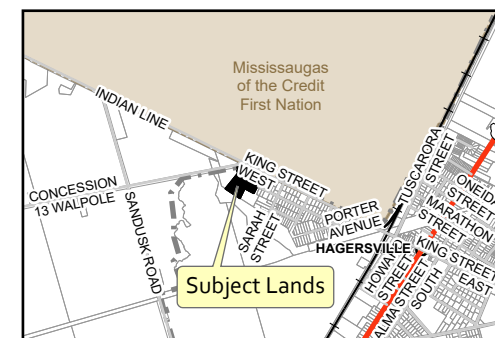 Mississaugas
of the Credit
First Nation
INDIAN LINE
KING STREET
WEST
CONCESSION
13 WALPOLE
SANDUSK ROAD
SARAH
STREET
PORTER
AVENUE
TUSCARORA
STREET
ONEIDA
STREET
MARATHON
STREET
HAGERSVILLE
KING STREET
EAST
STREET
ALMA STREET
SOUTH
Subject Lands